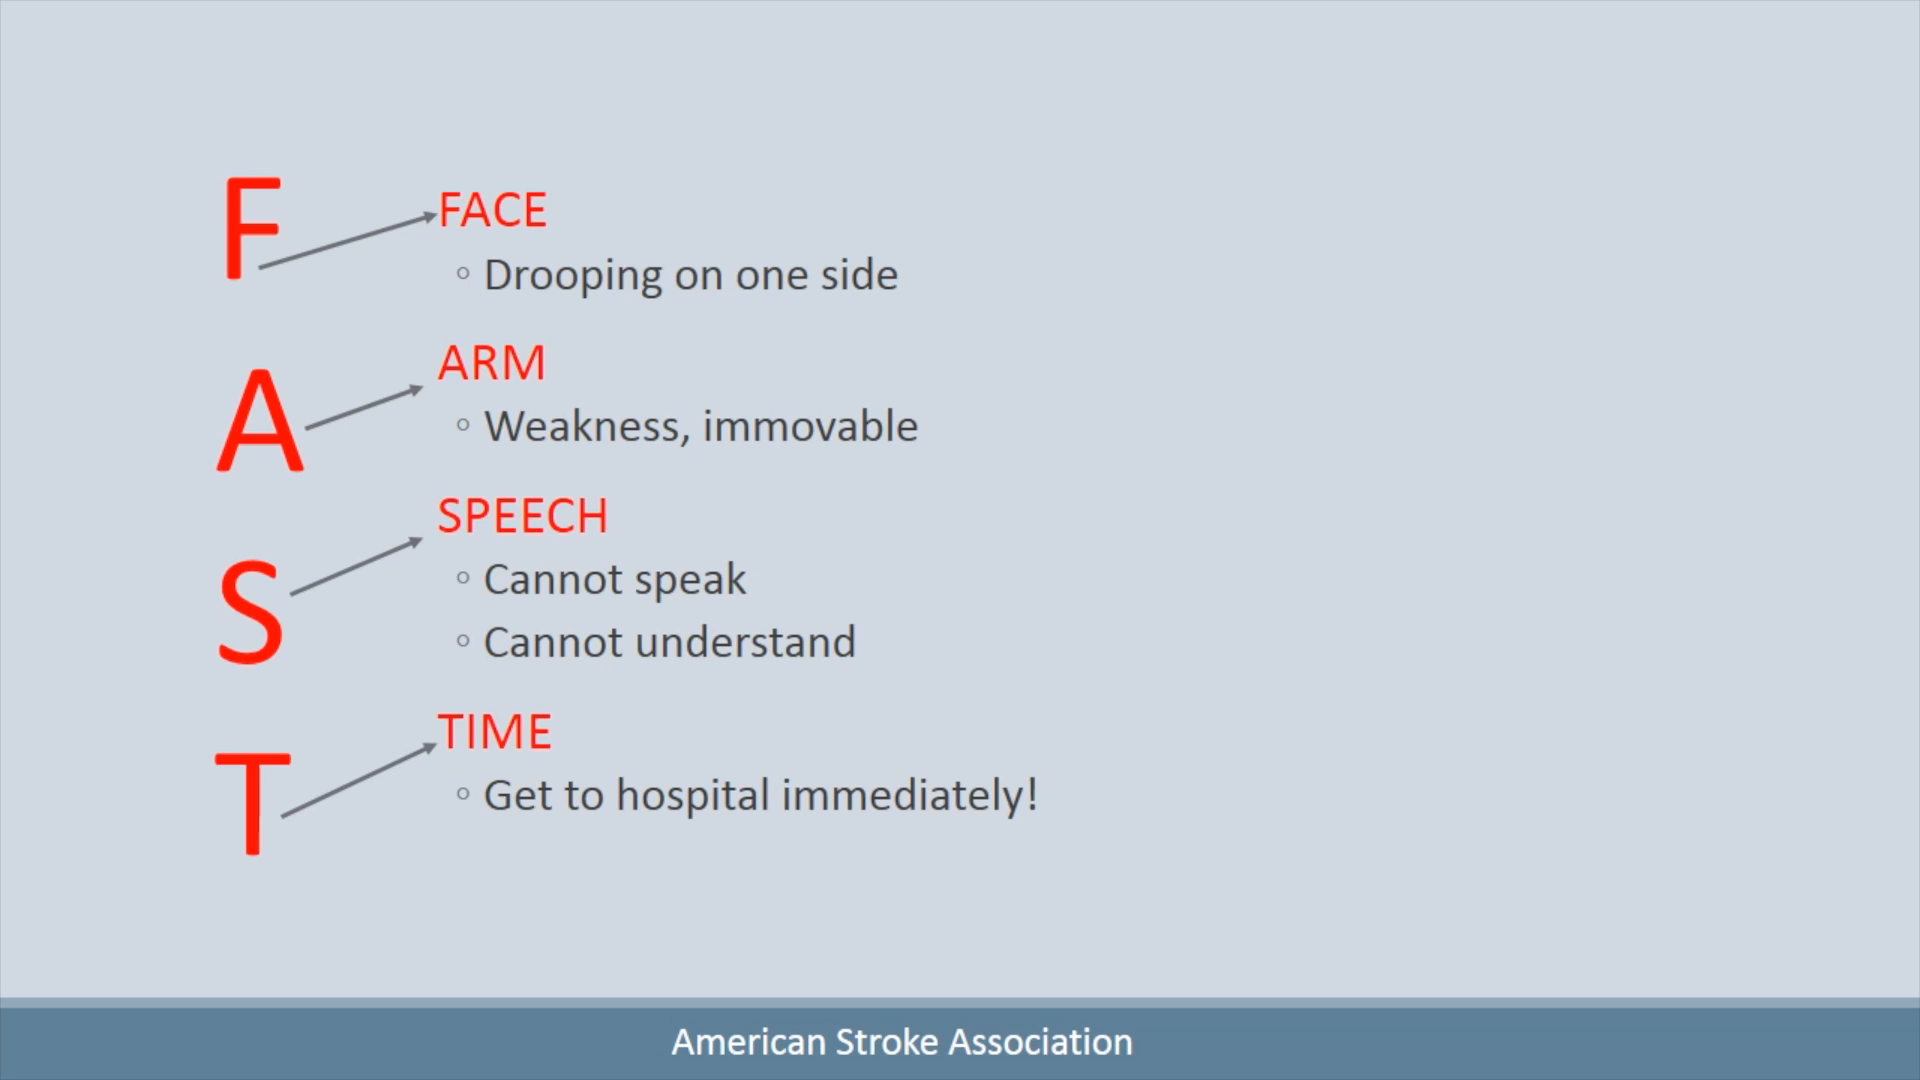 F
FACE
◦ Drooping on one side
A
ARM
◦ Weakness, immovable
S
SPEECH
◦ Cannot speak
◦ Cannot understand
T
TIME
◦ Get to hospital immediately!
American Stroke Association